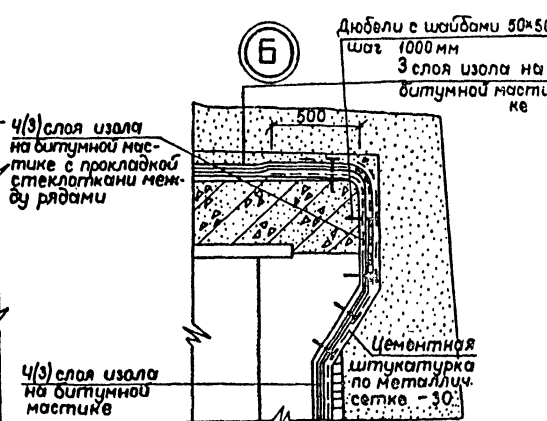 Б
Дюбели с шайбами 50×50
шаг 1000 мм
3 слоя изола на
битумной масти-
ке
500
4(3) слоя изола
на битумной мас-
тике с прокладкой
стеклоткани меж-
ду рядами
Цементная
штукатурка
по металлич.
сетке - 30
4(3) слоя изола
на битумной
мастике